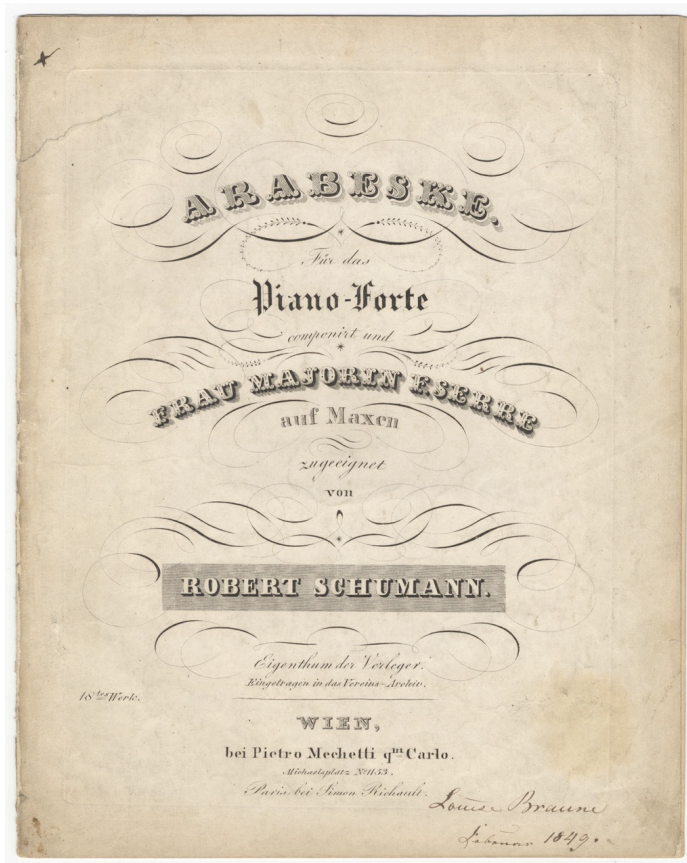 ARABESKE.
Für das
Piano-Forte
componirt und
FRAU MAJORIN F. SERRE
auf Maxen
zugeeignet
von
ROBERT SCHUMANN.
Eigenthum der Verleger.
Eingetragen in das Vereins-Archiv.
18ten Werk.
WIEN,
bei Pietro Mechetti qm Carlo.
Michaelsplatz No 1153.
Paris, bei Simon Richault.
Louise Braune
Februar 1849.